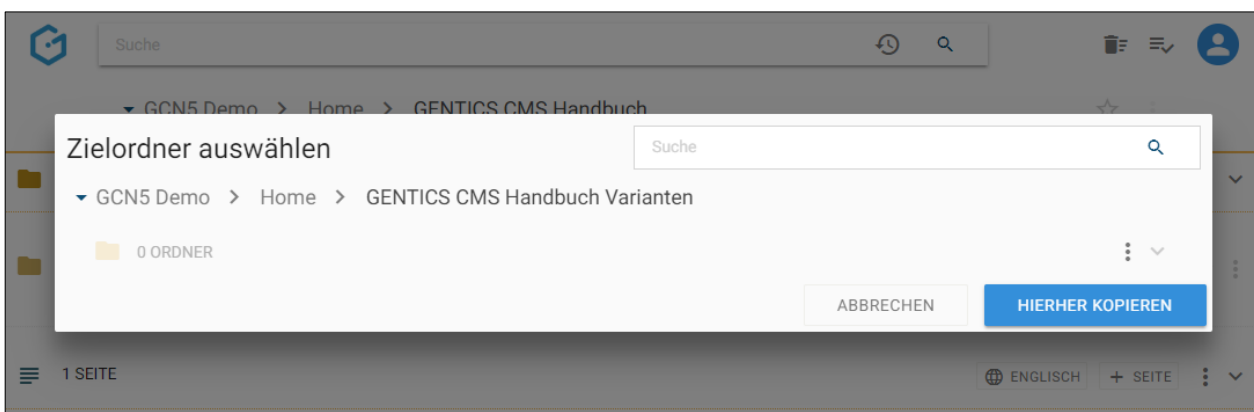 Suche
GCN5 Demo > Home > GENTICS CMS Handbuch
Zielordner auswählen
Suche
GCN5 Demo > Home > GENTICS CMS Handbuch Varianten
0 ORDNER
ABBRECHEN
HIERHER KOPIEREN
1 SEITE
ENGLISCH
+ SEITE